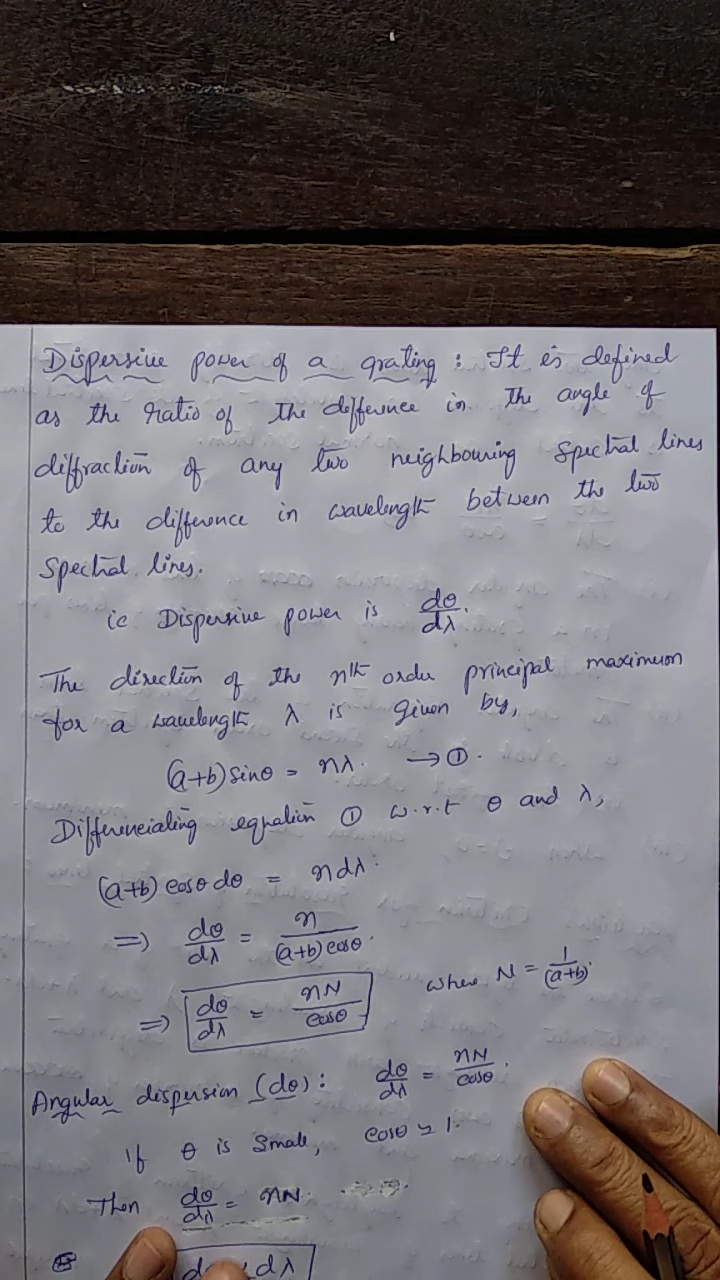 Dispersive power of a grating : It is defined
as the ratio of the difference in the angle of
diffraction of any two neighbouring spectral lines
to the difference in wavelength between the two
spectral lines.
ie Dispersive power is dθ/dλ.
The direction of the nth order principal maximum
for a wavelength λ is given by,
(a+b) sinθ = nλ. → ①.
Differenciating equation ① w.r.t θ and λ,
(a+b) cosθ dθ = n dλ.
⇒ dθ/dλ = n/(a+b)cosθ.
⇒ dθ/dλ = nN/cosθ where N = 1/(a+b).
Angular dispersion (dθ) : dθ/dλ = nN/cosθ.
If θ is small, cosθ ≃ 1.
Then dθ/dλ = nN.
dλ